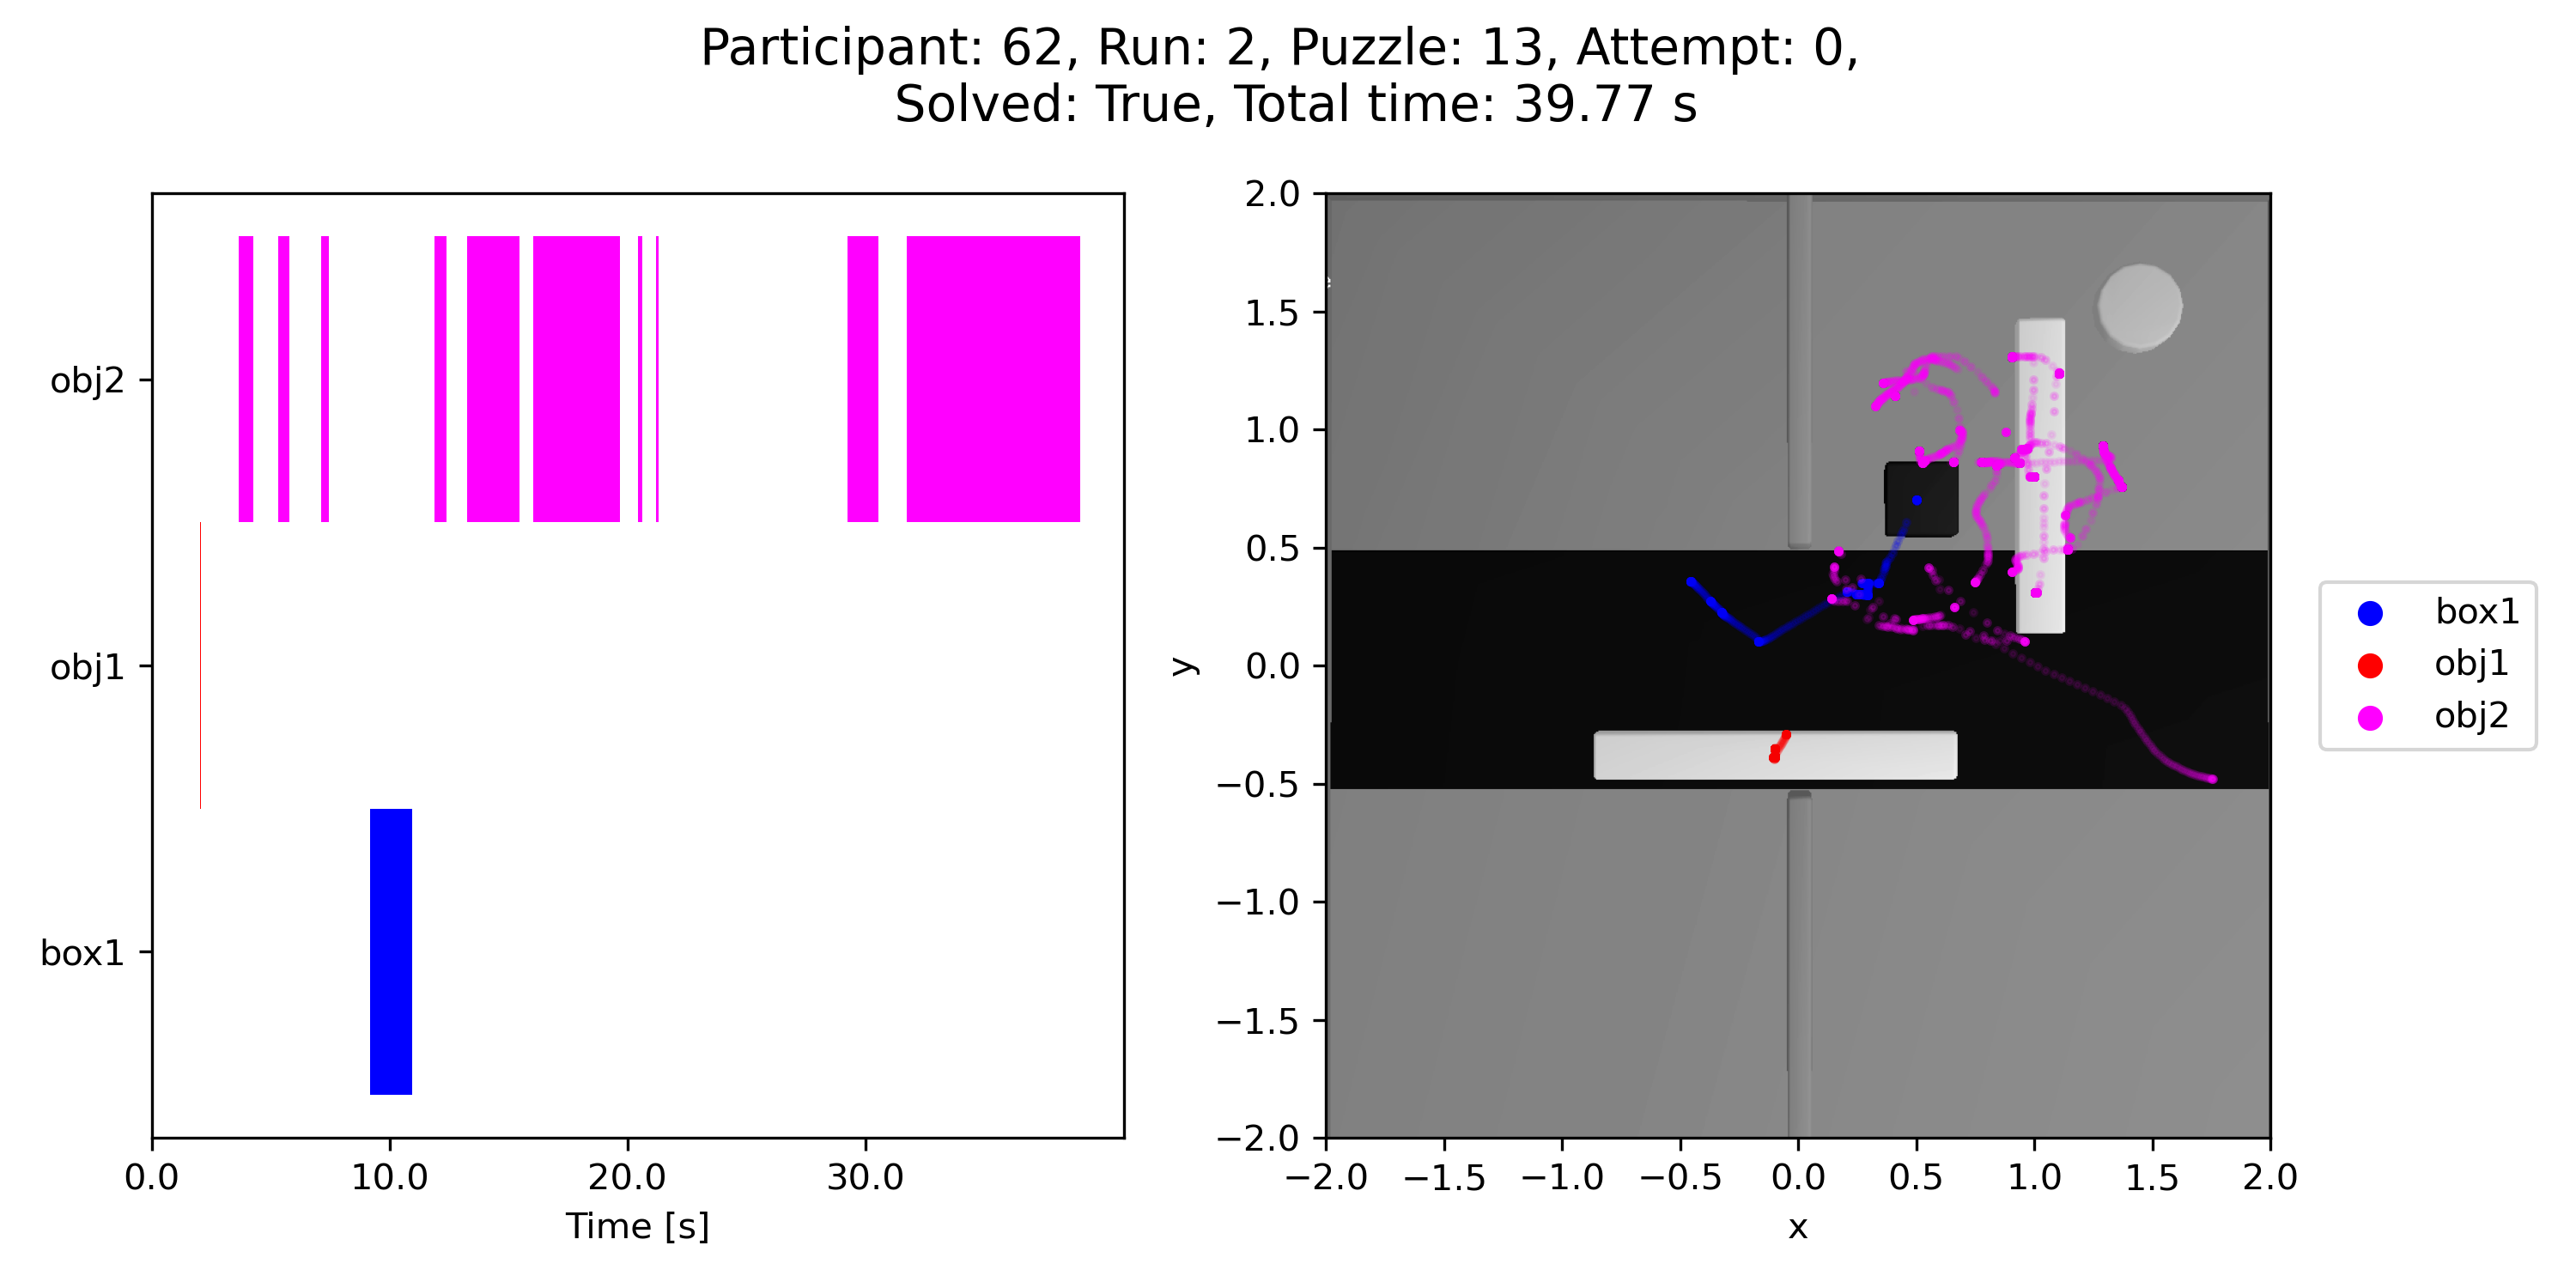 Participant: 62, Run: 2, Puzzle: 13, Attempt: 0,
Solved: True, Total time: 39.77 s
obj2
obj1
box1
0.0 10.0 20.0 30.0
Time [s]
2.0
1.5
1.0
0.5
0.0
−0.5
−1.0
−1.5
−2.0
y
−2.0 −1.5 −1.0 −0.5 0.0 0.5 1.0 1.5 2.0
x
box1
obj1
obj2